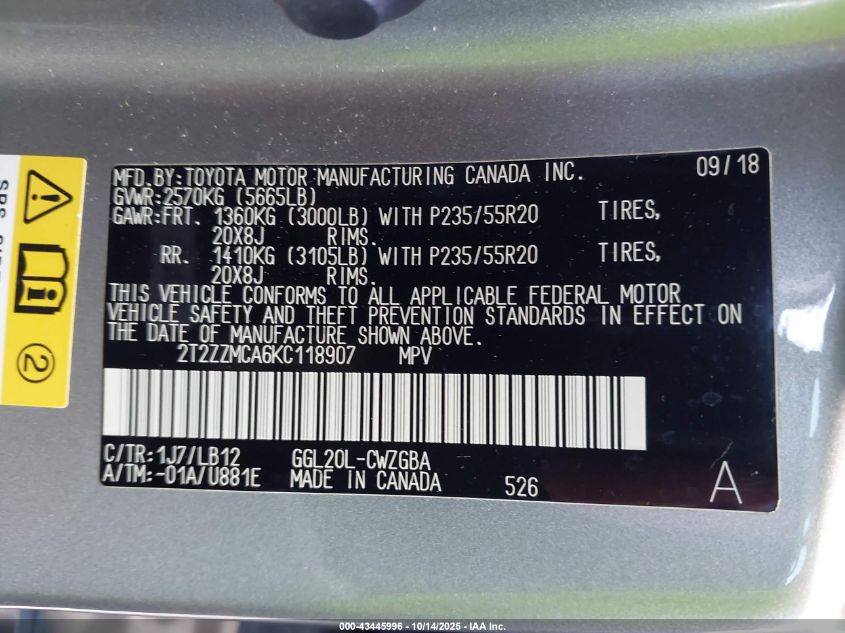 MFD.BY:TOYOTA MOTOR MANUFACTURING CANADA INC. 09/18
GVWR:2570KG (5665LB)
GAWR:FRT. 1360KG (3000LB) WITH P235/55R20 TIRES,
20X8J RIMS.
RR. 1410KG (3105LB) WITH P235/55R20 TIRES,
20X8J RIMS.
THIS VEHICLE CONFORMS TO ALL APPLICABLE FEDERAL MOTOR
VEHICLE SAFETY AND THEFT PREVENTION STANDARDS IN EFFECT ON
THE DATE OF MANUFACTURE SHOWN ABOVE.
2T2ZZMCA6KC118907 MPV
C/TR:1J7/LB12 GGL20L-CWZGBA
A/TM:-01A/U881E MADE IN CANADA 526 A
2
000-43445996 - 10/14/2025 - IAA Inc.